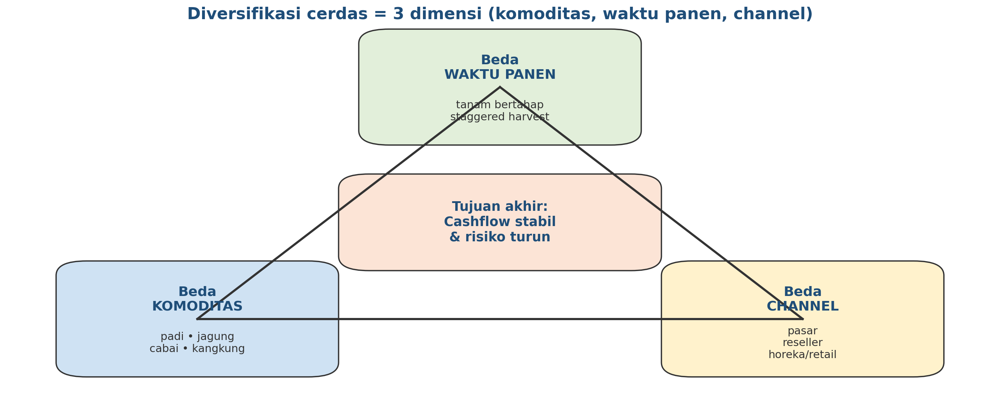 Diversifikasi cerdas = 3 dimensi (komoditas, waktu panen, channel)
Beda
WAKTU PANEN
tanam bertahap
staggered harvest
Tujuan akhir:
Cashflow stabil
& risiko turun
Beda
KOMODITAS
padi • jagung
cabai • kangkung
Beda
CHANNEL
pasar
reseller
horeka/retail